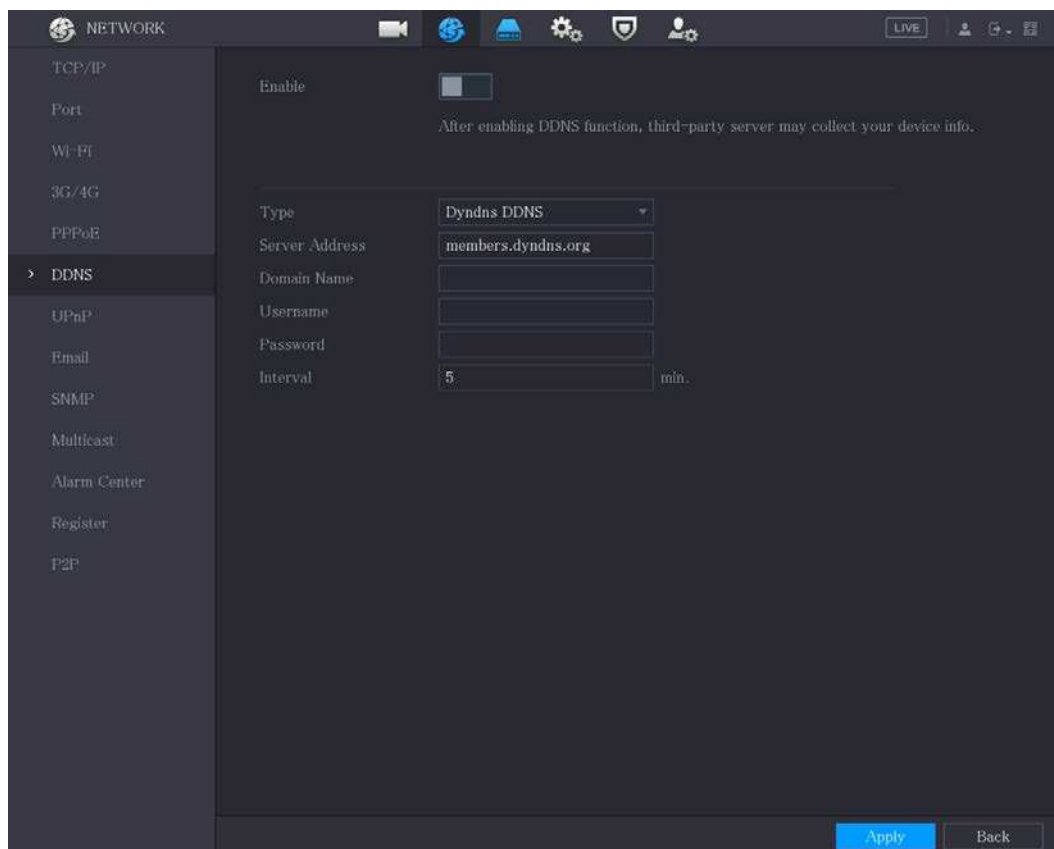 NETWORK
LIVE
TCP/IP
Port
Wi-Fi
3G/4G
PPPoE
DDNS
UPnP
Email
SNMP
Multicast
Alarm Center
Register
P2P
Enable
After enabling DDNS function, third-party server may collect your device info.
Type Dyndns DDNS
Server Address members.dyndns.org
Domain Name
Username
Password
Interval 5 min.
Apply Back